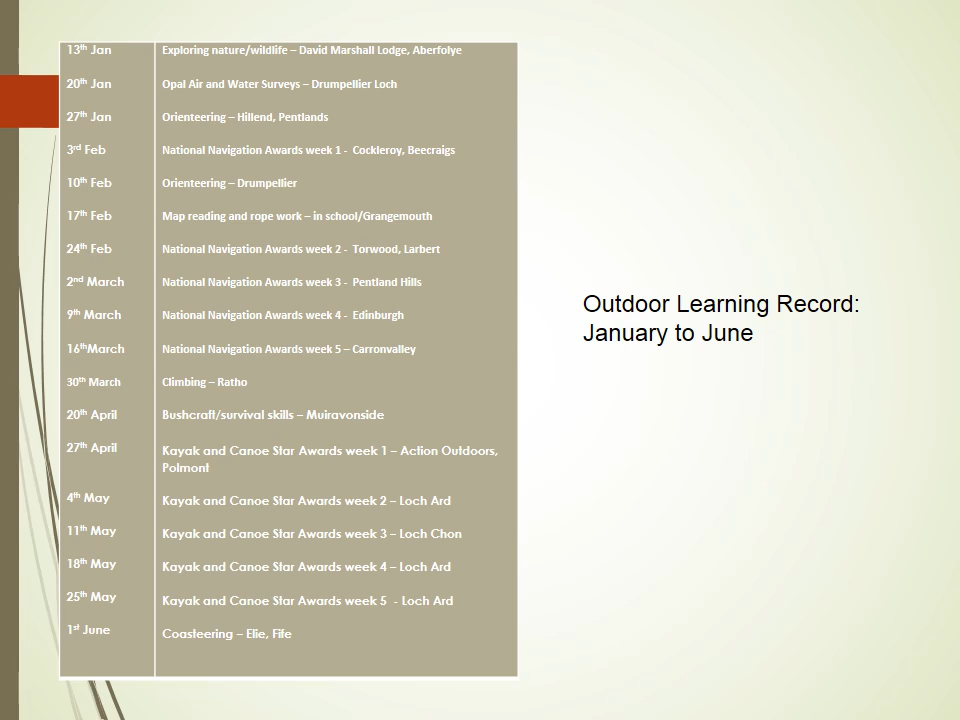 13th Jan Exploring nature/wildlife – David Marshall Lodge, Aberfolye
20th Jan Opal Air and Water Surveys – Drumpellier Loch
27th Jan Orienteering – Hillend, Pentlands
3rd Feb National Navigation Awards week 1 - Cockleroy, Beecraigs
10th Feb Orienteering – Drumpellier
17th Feb Map reading and rope work – in school/Grangemouth
24th Feb National Navigation Awards week 2 - Torwood, Larbert
2nd March National Navigation Awards week 3 - Pentland Hills
9th March National Navigation Awards week 4 - Edinburgh
16thMarch National Navigation Awards week 5 – Carronvalley
30th March Climbing – Ratho
20th April Bushcraft/survival skills – Muiravonside
27th April Kayak and Canoe Star Awards week 1 – Action Outdoors,
Polmont
4th May Kayak and Canoe Star Awards week 2 – Loch Ard
11th May Kayak and Canoe Star Awards week 3 – Loch Chon
18th May Kayak and Canoe Star Awards week 4 – Loch Ard
25th May Kayak and Canoe Star Awards week 5 - Loch Ard
1st June Coasteering – Elie, Fife
Outdoor Learning Record:
January to June